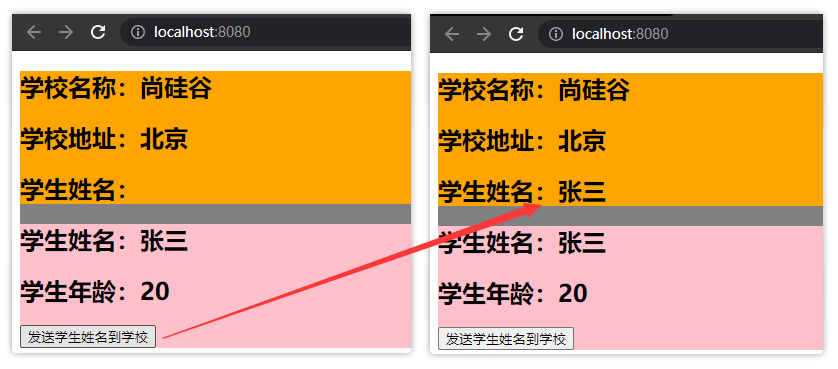 localhost:8080
学校名称：尚硅谷
学校地址：北京
学生姓名：
学生姓名：张三
学生年龄：20
发送学生姓名到学校
localhost:8080
学校名称：尚硅谷
学校地址：北京
学生姓名：张三
学生姓名：张三
学生年龄：20
发送学生姓名到学校